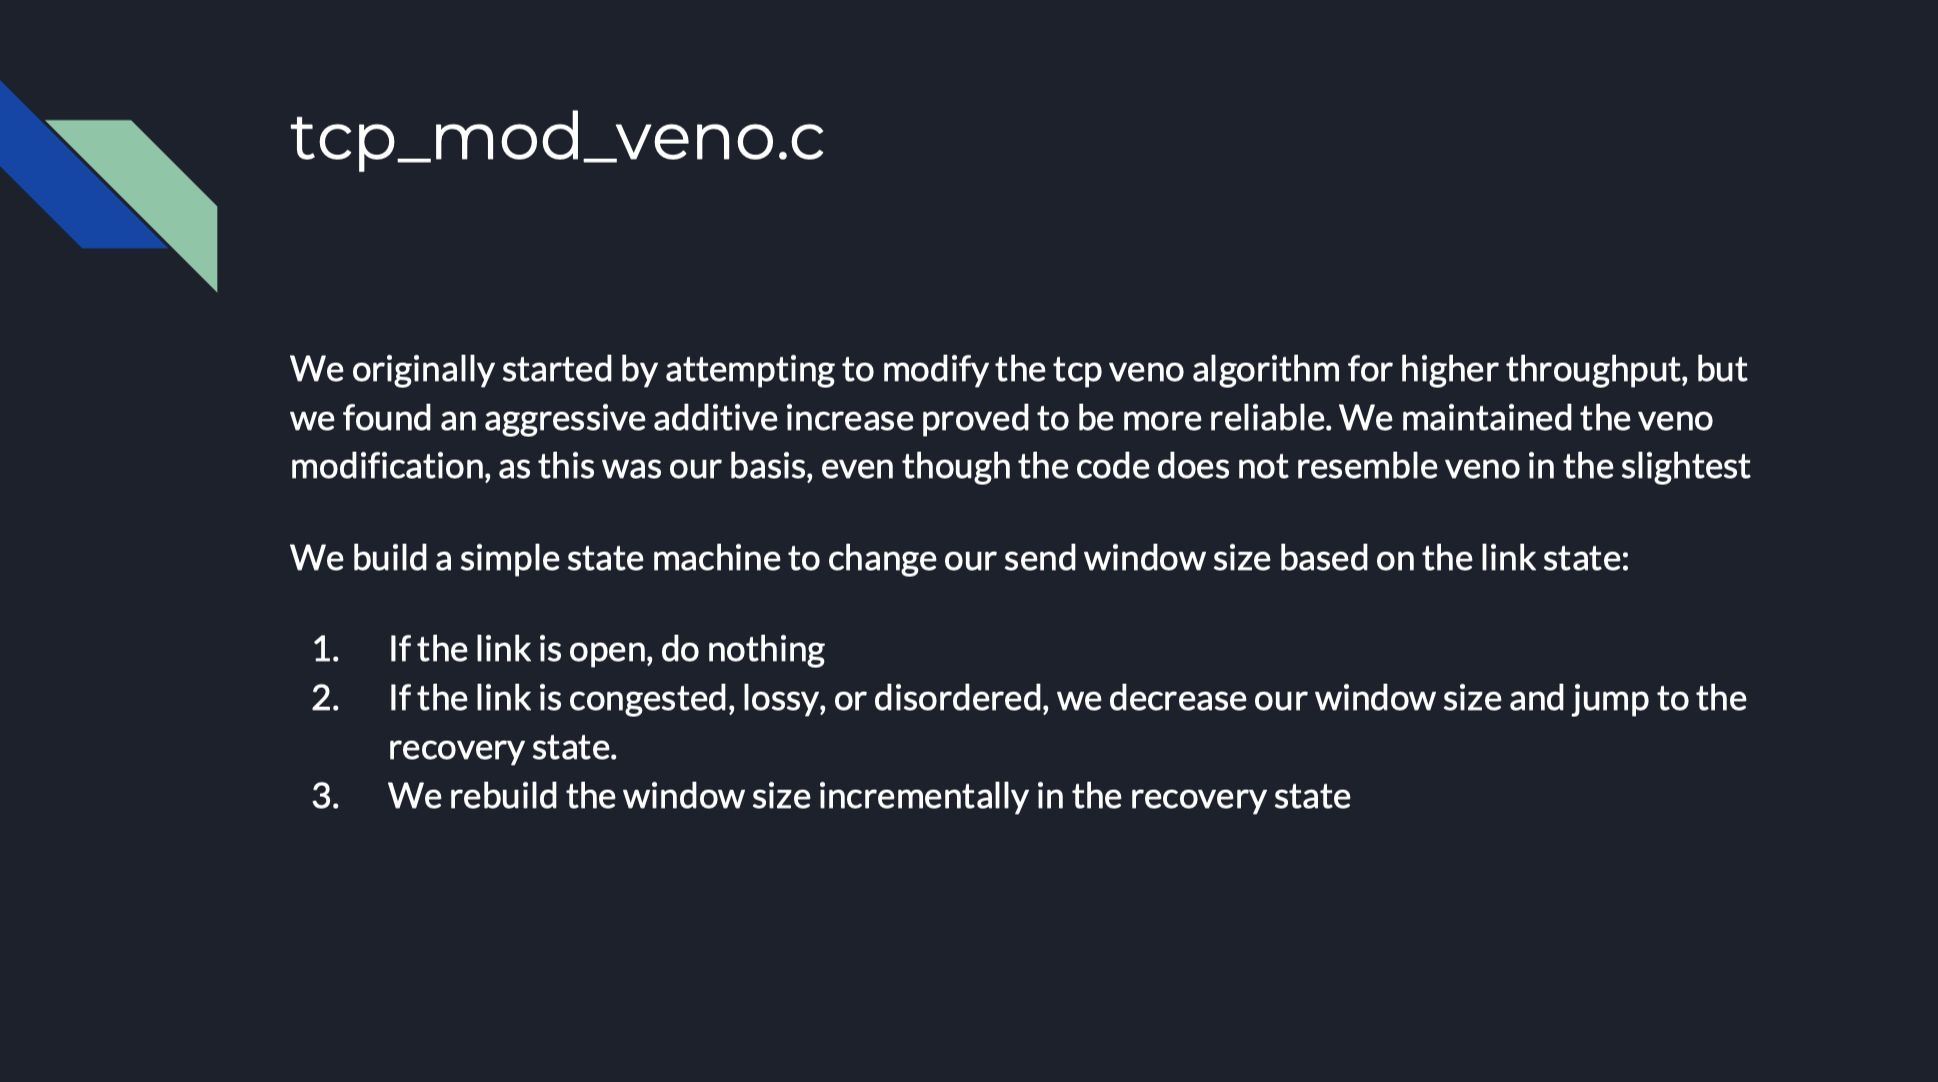 tcp_mod_veno.c
We originally started by attempting to modify the tcp veno algorithm for higher throughput, but
we found an aggressive additive increase proved to be more reliable. We maintained the veno
modification, as this was our basis, even though the code does not resemble veno in the slightest
We build a simple state machine to change our send window size based on the link state:
1. If the link is open, do nothing
2. If the link is congested, lossy, or disordered, we decrease our window size and jump to the
recovery state.
3. We rebuild the window size incrementally in the recovery state